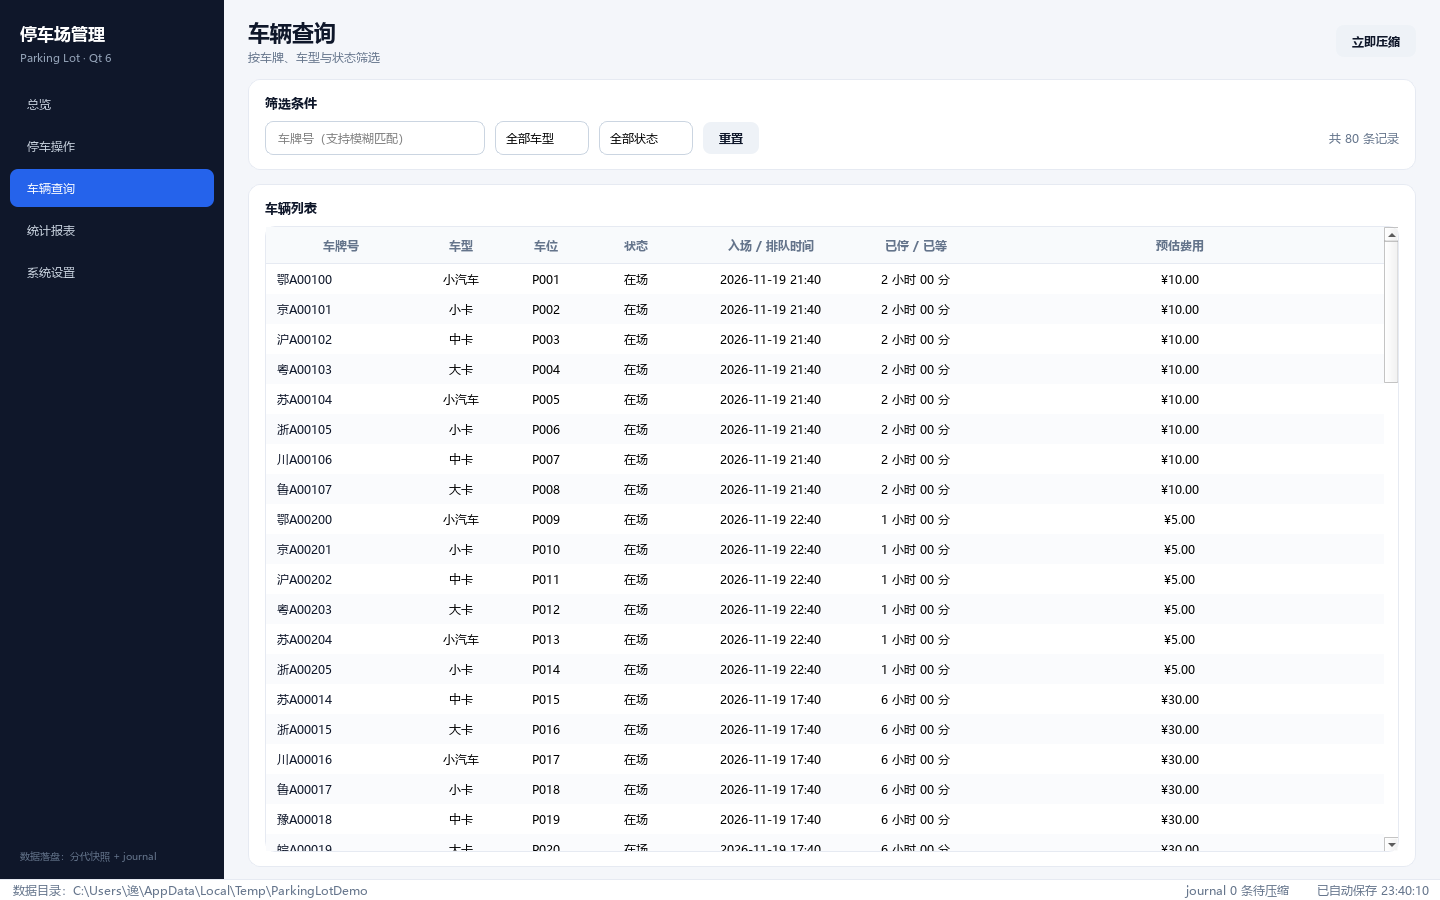 停车场管理
Parking Lot · Qt 6
总览
停车操作
车辆查询
统计报表
系统设置
数据落盘：分代快照 + journal
车辆查询
按车牌、车型与状态筛选
立即压缩
筛选条件
车牌号（支持模糊匹配） 全部车型 全部状态 重置 共 80 条记录
车辆列表
车牌号 车型 车位 状态 入场 / 排队时间 已停 / 已等 预估费用
鄂A00100 小汽车 P001 在场 2026-11-19 21:40 2 小时 00 分 ¥10.00
京A00101 小卡 P002 在场 2026-11-19 21:40 2 小时 00 分 ¥10.00
沪A00102 中卡 P003 在场 2026-11-19 21:40 2 小时 00 分 ¥10.00
粤A00103 大卡 P004 在场 2026-11-19 21:40 2 小时 00 分 ¥10.00
苏A00104 小汽车 P005 在场 2026-11-19 21:40 2 小时 00 分 ¥10.00
浙A00105 小卡 P006 在场 2026-11-19 21:40 2 小时 00 分 ¥10.00
川A00106 中卡 P007 在场 2026-11-19 21:40 2 小时 00 分 ¥10.00
鲁A00107 大卡 P008 在场 2026-11-19 21:40 2 小时 00 分 ¥10.00
鄂A00200 小汽车 P009 在场 2026-11-19 22:40 1 小时 00 分 ¥5.00
京A00201 小卡 P010 在场 2026-11-19 22:40 1 小时 00 分 ¥5.00
沪A00202 中卡 P011 在场 2026-11-19 22:40 1 小时 00 分 ¥5.00
粤A00203 大卡 P012 在场 2026-11-19 22:40 1 小时 00 分 ¥5.00
苏A00204 小汽车 P013 在场 2026-11-19 22:40 1 小时 00 分 ¥5.00
浙A00205 小卡 P014 在场 2026-11-19 22:40 1 小时 00 分 ¥5.00
苏A00014 中卡 P015 在场 2026-11-19 17:40 6 小时 00 分 ¥30.00
浙A00015 大卡 P016 在场 2026-11-19 17:40 6 小时 00 分 ¥30.00
川A00016 小汽车 P017 在场 2026-11-19 17:40 6 小时 00 分 ¥30.00
鲁A00017 小卡 P018 在场 2026-11-19 17:40 6 小时 00 分 ¥30.00
豫A00018 中卡 P019 在场 2026-11-19 17:40 6 小时 00 分 ¥30.00
皖A00019 大卡 P020 在场 2026-11-19 17:40 6 小时 00 分 ¥30.00
数据目录：C:\Users\逸\AppData\Local\Temp\ParkingLotDemo journal 0 条待压缩 已自动保存 23:40:10